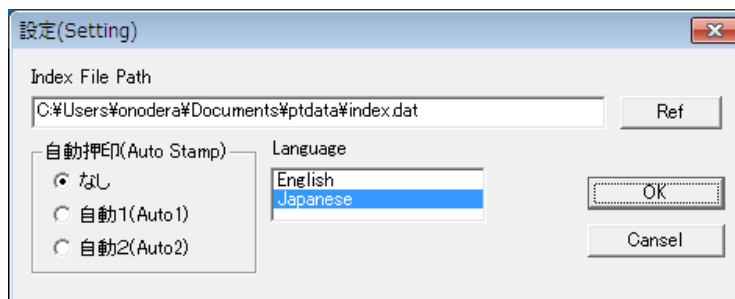 設定(Setting)
Index File Path
C:¥Users¥onodera¥Documents¥ptdata¥index.dat
Ref
自動押印(Auto Stamp)
なし
自動1(Auto1)
自動2(Auto2)
Language
English
Japanese
OK
Cansel